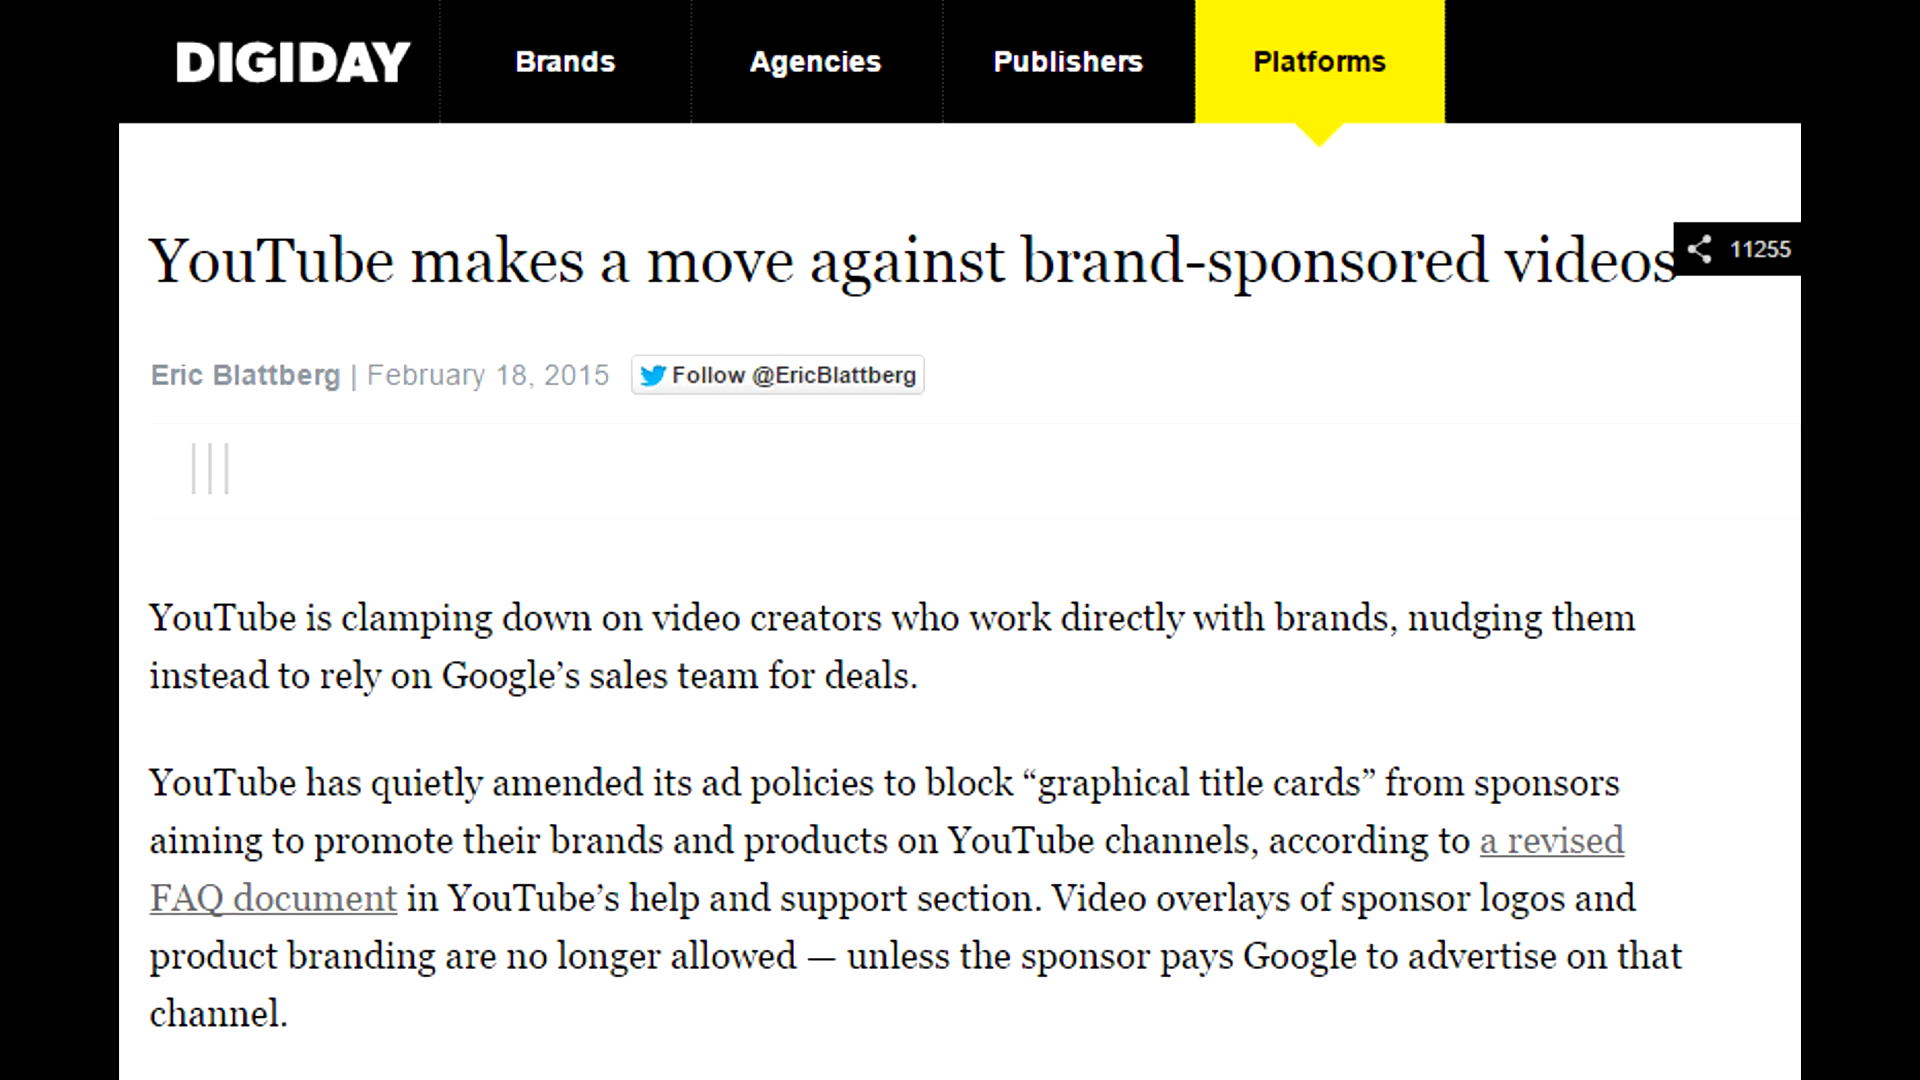 DIGIDAY Brands Agencies Publishers Platforms
YouTube makes a move against brand-sponsored videos
11255
Eric Blattberg | February 18, 2015 Follow @EricBlattberg
YouTube is clamping down on video creators who work directly with brands, nudging them
instead to rely on Google’s sales team for deals.
YouTube has quietly amended its ad policies to block “graphical title cards” from sponsors
aiming to promote their brands and products on YouTube channels, according to a revised
FAQ document in YouTube’s help and support section. Video overlays of sponsor logos and
product branding are no longer allowed — unless the sponsor pays Google to advertise on that
channel.